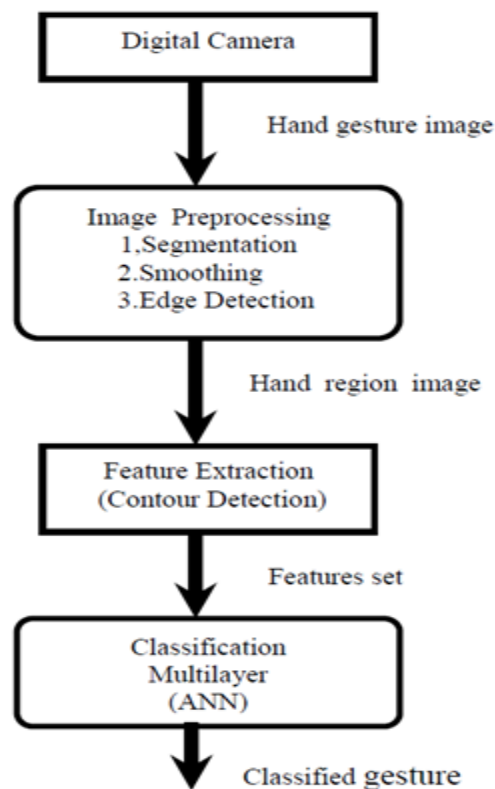 Digital Camera
Hand gesture image
Image Preprocessing
1,Segmentation
2.Smoothing
3.Edge Detection
Hand region image
Feature Extraction
(Contour Detection)
Features set
Classification
Multilayer
(ANN)
Classified gesture